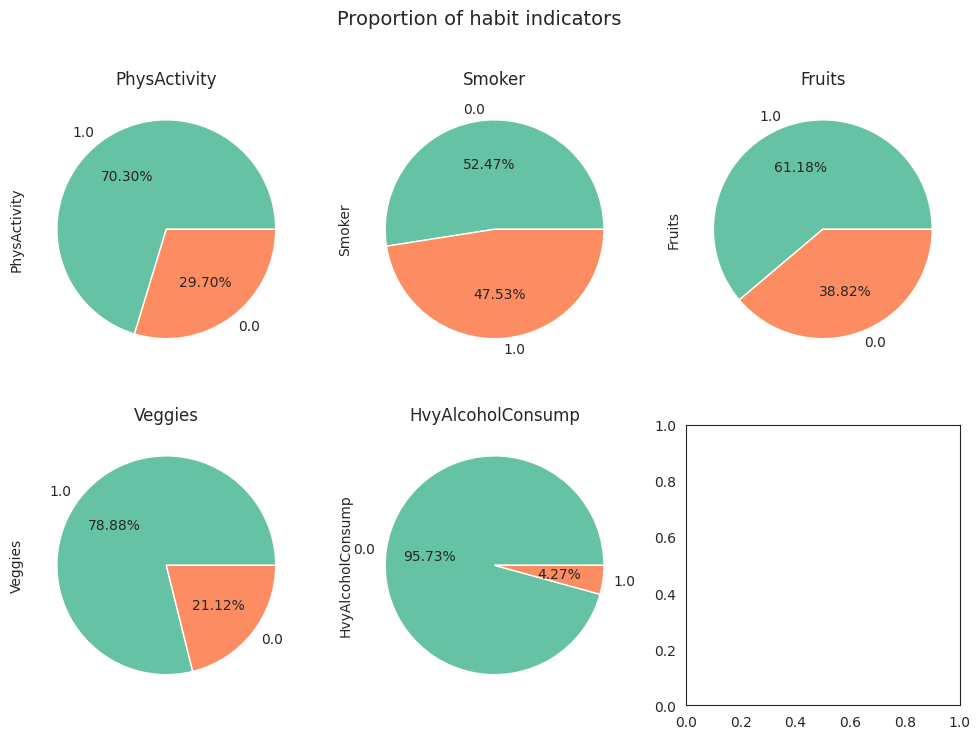 Proportion of habit indicators
PhysActivity
1.0
70.30%
29.70%
0.0
PhysActivity
Smoker
0.0
52.47%
47.53%
1.0
Smoker
Fruits
1.0
61.18%
38.82%
0.0
Fruits
Veggies
1.0
78.88%
21.12%
0.0
Veggies
HvyAlcoholConsump
0.0
95.73%
4.27%
1.0
HvyAlcoholConsump
1.0
0.8
0.6
0.4
0.2
0.0
0.0 0.2 0.4 0.6 0.8 1.0